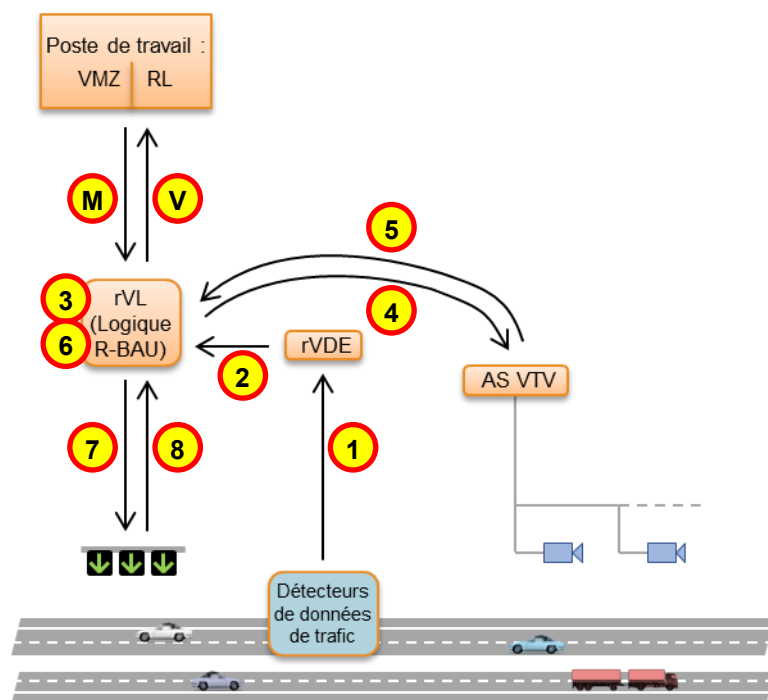 Poste de travail :
VMZ RL
M
V
5
3
rVL
(Logique
R-BAU)
6
4
rVDE
2
AS VTV
7
8
1
Détecteurs
de données
de trafic